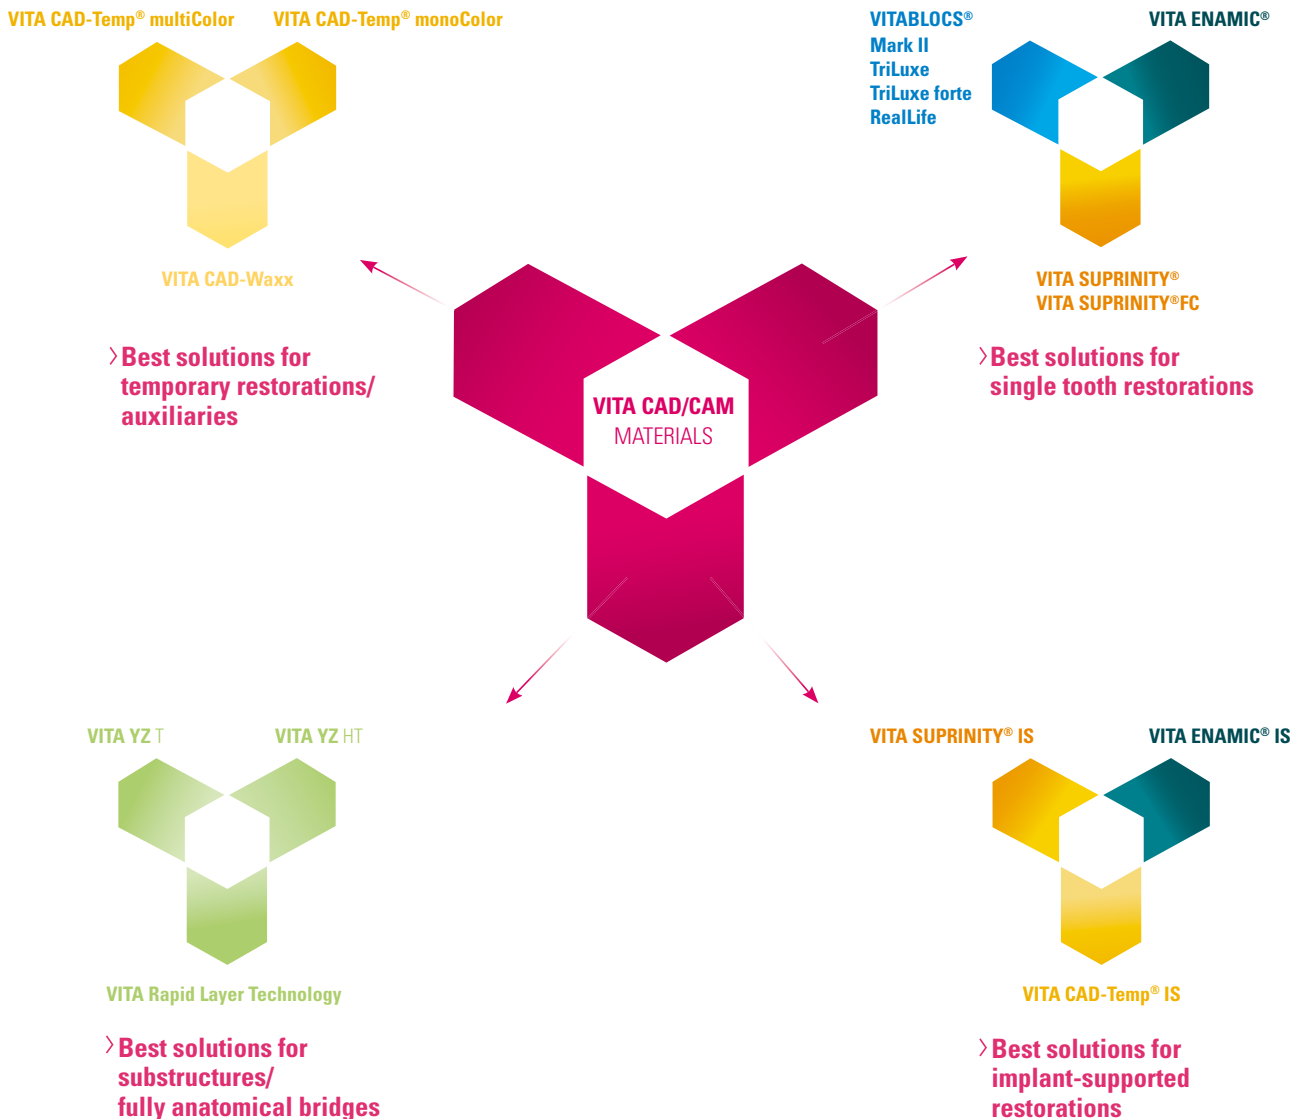 VITA CAD-Temp® multiColor
VITA CAD-Temp® monoColor
VITA CAD-Waxx
〉Best solutions for
temporary restorations/
auxiliaries
VITABLOCS®
Mark II
TriLuxe
TriLuxe forte
RealLife
VITA ENAMIC®
VITA SUPRINITY®
VITA SUPRINITY®FC
〉Best solutions for
single tooth restorations
VITA CAD/CAM
MATERIALS
VITA YZ T
VITA YZ HT
VITA Rapid Layer Technology
〉Best solutions for
substructures/
fully anatomical bridges
VITA SUPRINITY® IS
VITA ENAMIC® IS
VITA CAD-Temp® IS
〉Best solutions for
implant-supported
restorations